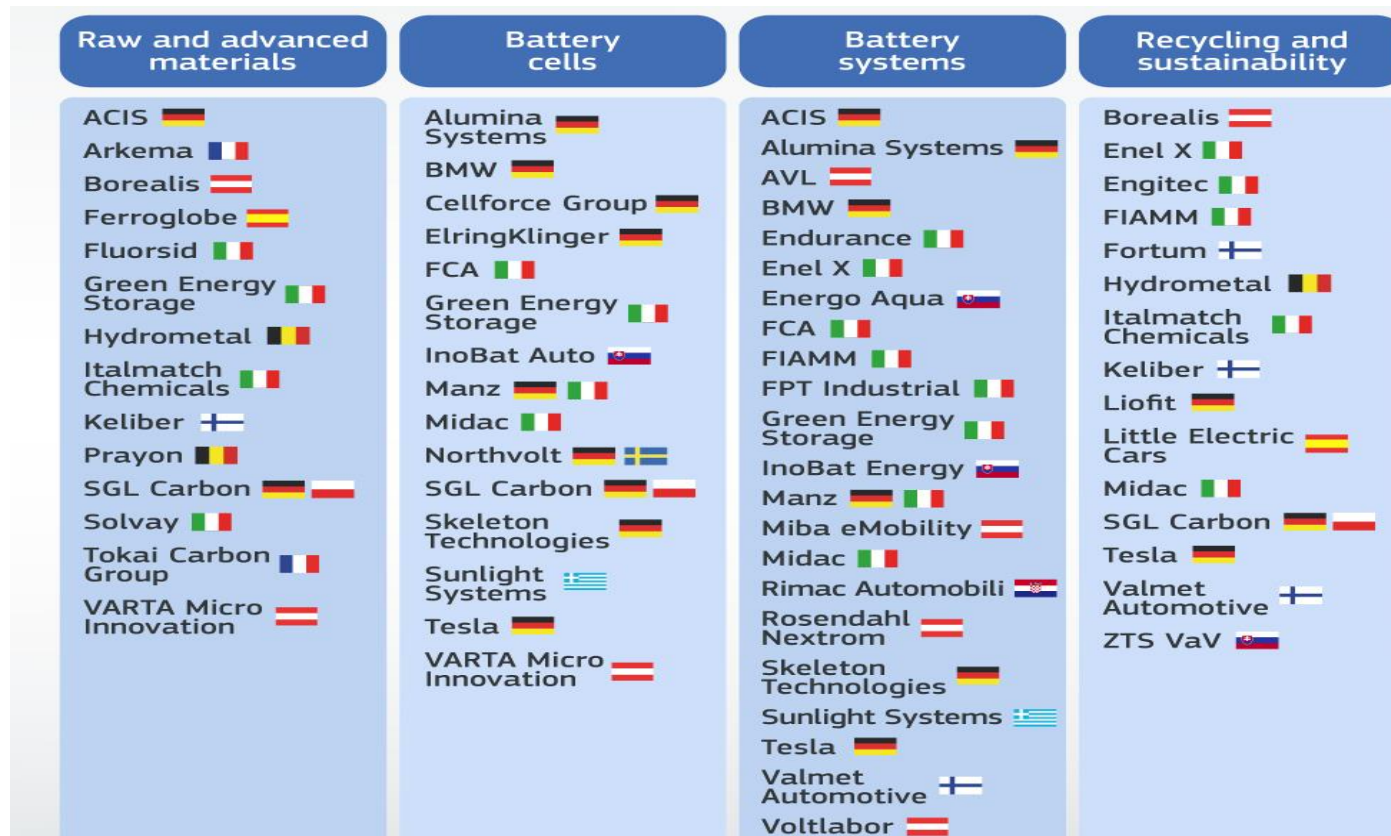 Raw and advanced
materials
ACIS
Arkema
Borealis
Ferroglobe
Fluorsid
Green Energy
Storage
Hydrometal
Italmatch
Chemicals
Keliber
Prayon
SGL Carbon
Solvay
Tokai Carbon
Group
VARTA Micro
Innovation
Battery
cells
Alumina
Systems
BMW
Cellforce Group
ElringKlinger
FCA
Green Energy
Storage
InoBat Auto
Manz
Midac
Northvolt
SGL Carbon
Skeleton
Technologies
Sunlight
Systems
Tesla
VARTA Micro
Innovation
Battery
systems
ACIS
Alumina Systems
AVL
BMW
Endurance
Enel X
Energo Aqua
FCA
FIAMM
FPT Industrial
Green Energy
Storage
InoBat Energy
Manz
Miba eMobility
Midac
Rimac Automobili
Rosendahl
Nextrom
Skeleton
Technologies
Sunlight Systems
Tesla
Valmet
Automotive
Voltlabor
Recycling and
sustainability
Borealis
Enel X
Engitec
FIAMM
Fortum
Hydrometal
Italmatch
Chemicals
Keliber
Liofit
Little Electric
Cars
Midac
SGL Carbon
Tesla
Valmet
Automotive
ZTS VaV